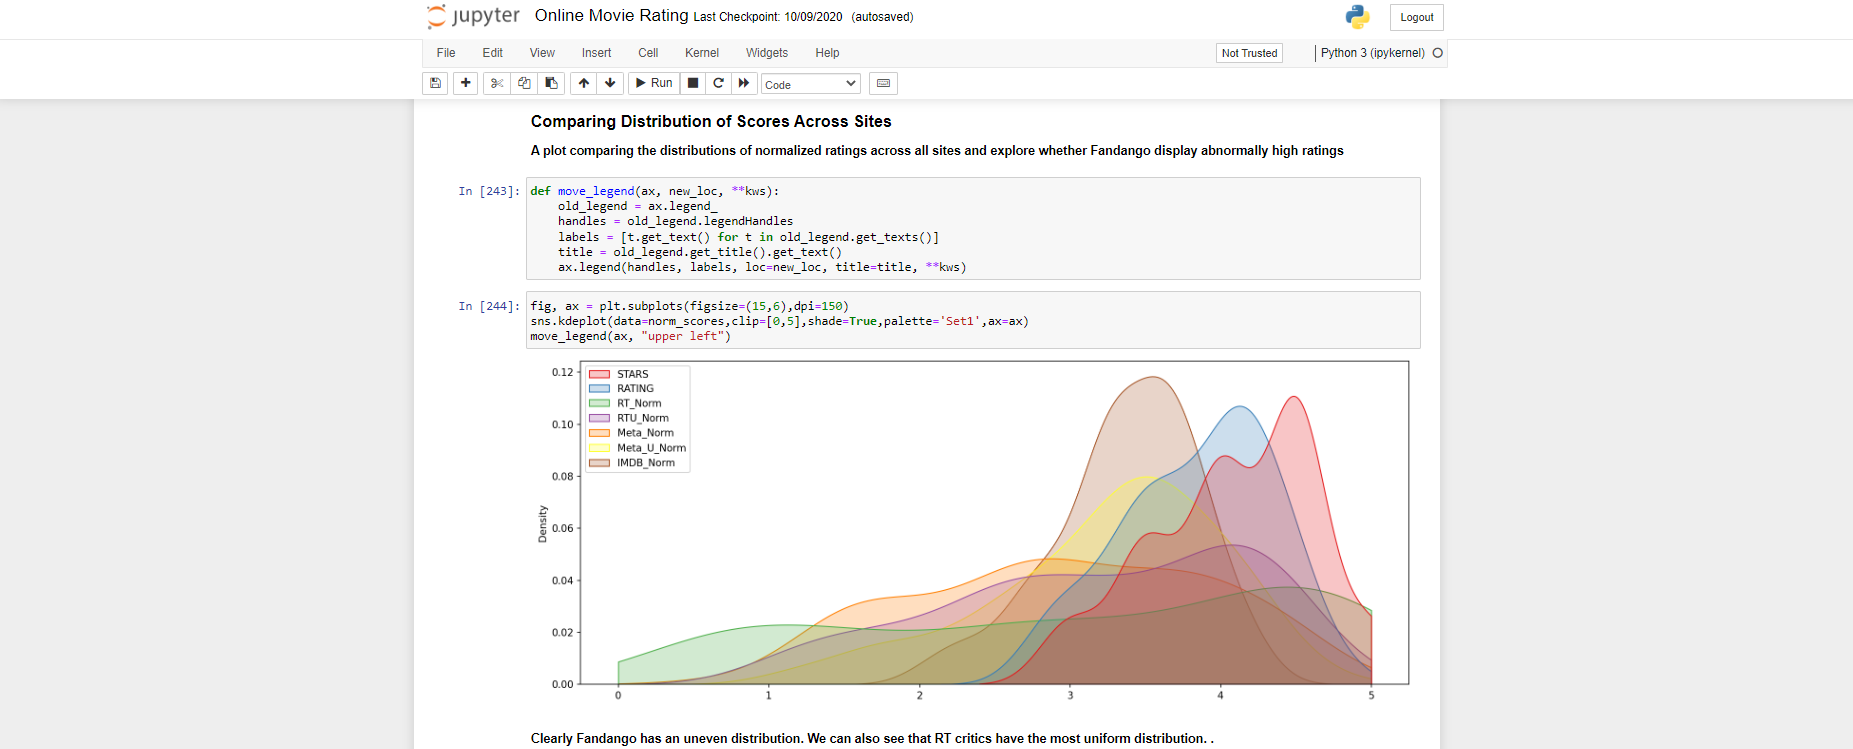 jupyter Online Movie Rating Last Checkpoint: 10/09/2020 (autosaved) Logout
File Edit View Insert Cell Kernel Widgets Help Not Trusted Python 3 (ipykernel)
Run Code
Comparing Distribution of Scores Across Sites
A plot comparing the distributions of normalized ratings across all sites and explore whether Fandango display abnormally high ratings
In [243]: def move_legend(ax, new_loc, **kws):
    old_legend = ax.legend_
    handles = old_legend.legendHandles
    labels = [t.get_text() for t in old_legend.get_texts()]
    title = old_legend.get_title().get_text()
    ax.legend(handles, labels, loc=new_loc, title=title, **kws)
In [244]: fig, ax = plt.subplots(figsize=(15,6),dpi=150)
sns.kdeplot(data=norm_scores,clip=[0,5],shade=True,palette='Set1',ax=ax)
move_legend(ax, "upper left")
0.12
0.10
0.08
0.06
0.04
0.02
0.00
Density
STARS
RATING
RT_Norm
RTU_Norm
Meta_Norm
Meta_U_Norm
IMDB_Norm
0 1 2 3 4 5
Clearly Fandango has an uneven distribution. We can also see that RT critics have the most uniform distribution. .